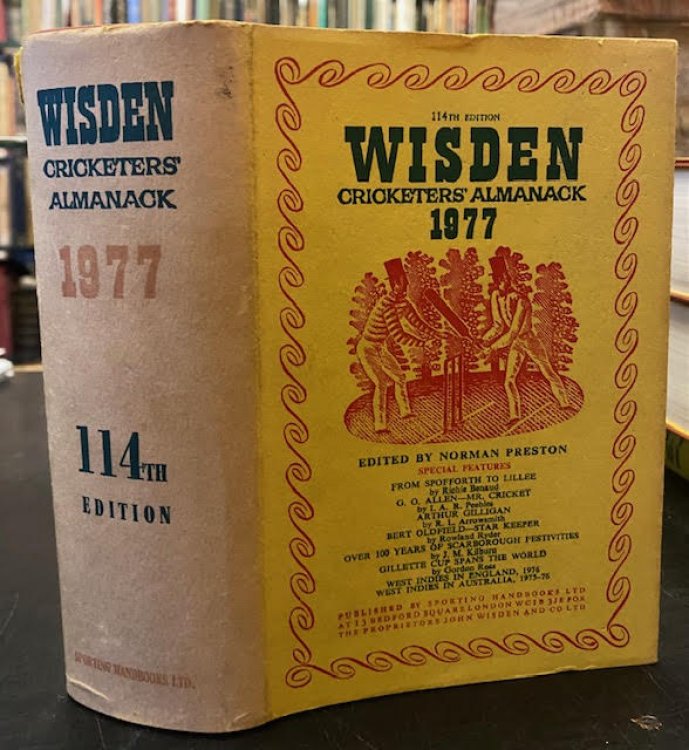 WISDEN
CRICKETERS'
ALMANACK
1977
114TH
EDITION
SPORTING HANDBOOKS LTD.
114TH EDITION
WISDEN
CRICKETERS' ALMANACK
1977
EDITED BY NORMAN PRESTON
SPECIAL FEATURES
FROM SPOFFORTH TO LILLEE
by Richie Benaud
G. O. ALLEN—MR. CRICKET
by I. A. R. Peebles
ARTHUR GILLIGAN
by R. L. Arrowsmith
BERT OLDFIELD—STAR KEEPER
by Rowland Ryder
OVER 100 YEARS OF SCARBOROUGH FESTIVITIES
by J. M. Kilburn
GILLETTE CUP SPANS THE WORLD
by Gordon Ross
WEST INDIES IN ENGLAND, 1976
WEST INDIES IN AUSTRALIA, 1975-76
PUBLISHED BY SPORTING HANDBOOKS LTD
AT 13 BEDFORD SQUARE LONDON WC1B 3JE FOR
THE PROPRIETORS JOHN WISDEN AND CO LTD